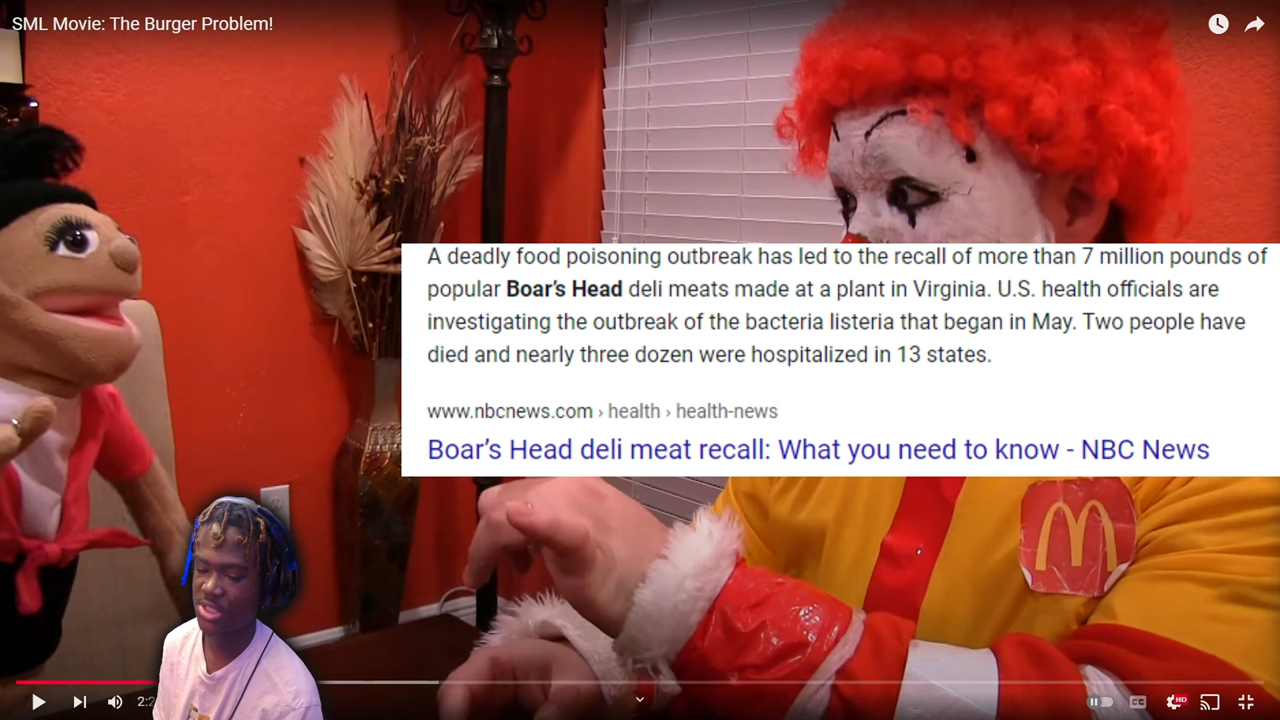 SML Movie: The Burger Problem!
A deadly food poisoning outbreak has led to the recall of more than 7 million pounds of
popular Boar's Head deli meats made at a plant in Virginia. U.S. health officials are
investigating the outbreak of the bacteria listeria that began in May. Two people have
died and nearly three dozen were hospitalized in 13 states.
www.nbcnews.com › health › health-news
Boar's Head deli meat recall: What you need to know - NBC News
M
CC
HD